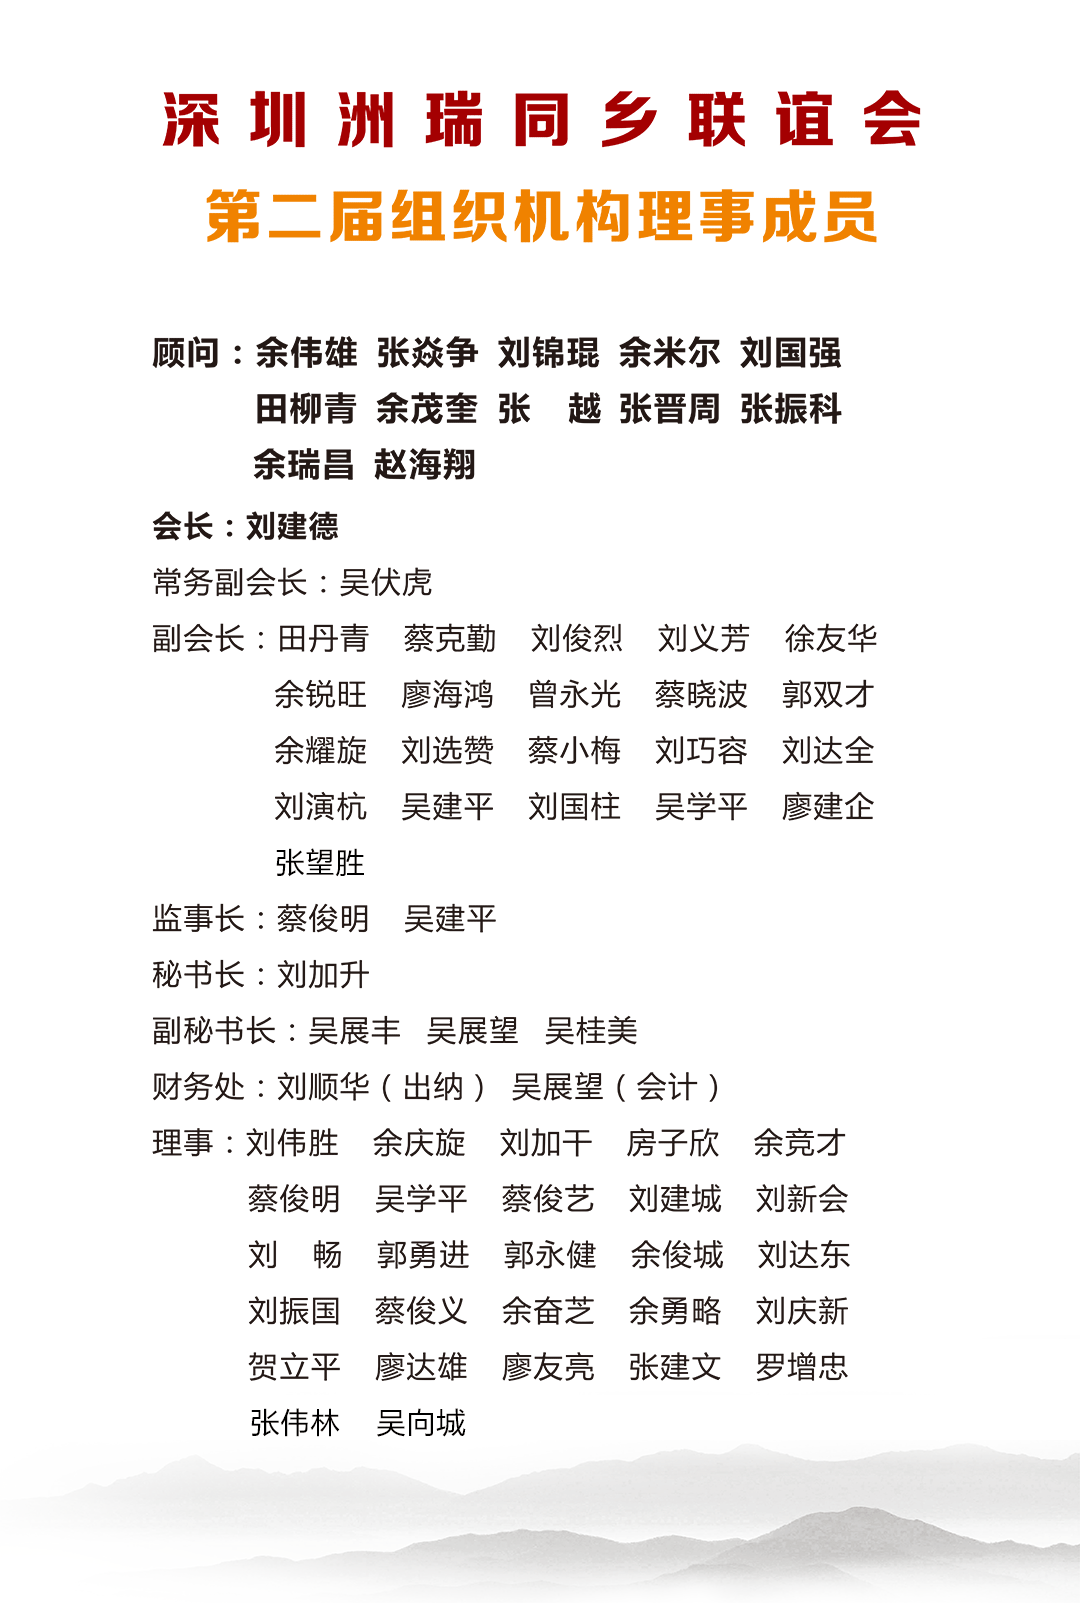 深圳洲瑞同乡联谊会
第二届组织机构理事成员
顾问：余伟雄 张焱争 刘锦琨 余米尔 刘国强
田柳青 余茂奎 张 越 张晋周 张振科
余瑞昌 赵海翔
会长：刘建德
常务副会长：吴伏虎
副会长：田丹青 蔡克勤 刘俊烈 刘义芳 徐友华
余锐旺 廖海鸿 曾永光 蔡晓波 郭双才
余耀旋 刘选赞 蔡小梅 刘巧容 刘达全
刘演杭 吴建平 刘国柱 吴学平 廖建企
张望胜
监事长：蔡俊明 吴建平
秘书长：刘加升
副秘书长：吴展丰 吴展望 吴桂美
财务处：刘顺华（出纳） 吴展望（会计）
理事：刘伟胜 余庆旋 刘加干 房子欣 余竞才
蔡俊明 吴学平 蔡俊艺 刘建城 刘新会
刘 畅 郭勇进 郭永健 余俊城 刘达东
刘振国 蔡俊义 余奋芝 余勇略 刘庆新
贺立平 廖达雄 廖友亮 张建文 罗增忠
张伟林 吴向城